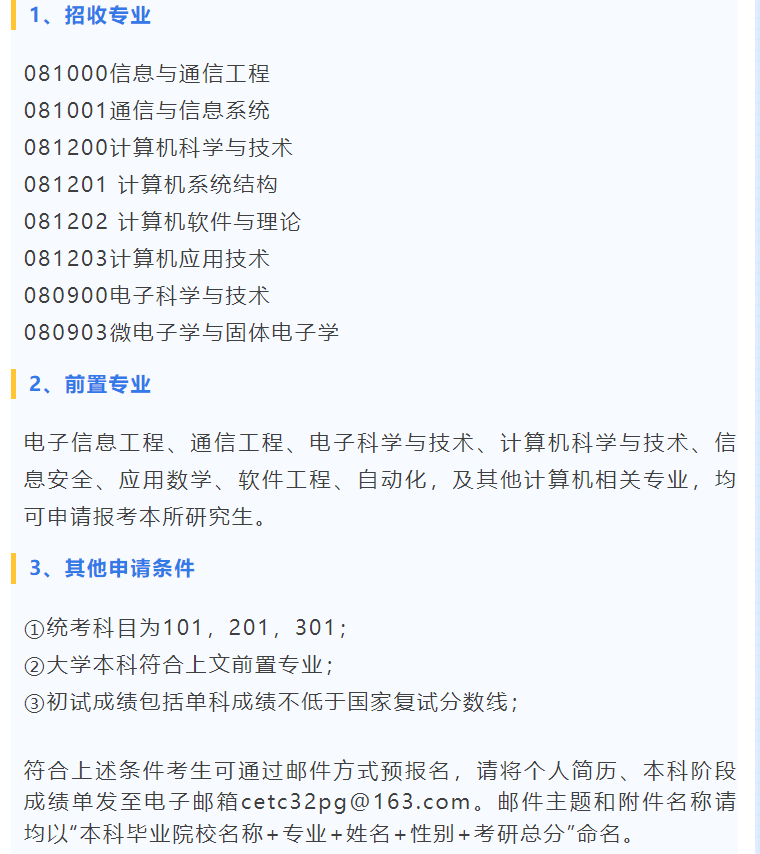 1、招收专业
081000信息与通信工程
081001通信与信息系统
081200计算机科学与技术
081201 计算机系统结构
081202 计算机软件与理论
081203计算机应用技术
080900电子科学与技术
080903微电子学与固体电子学
2、前置专业
电子信息工程、通信工程、电子科学与技术、计算机科学与技术、信
息安全、应用数学、软件工程、自动化，及其他计算机相关专业，均
可申请报考本所研究生。
3、其他申请条件
①统考科目为101，201，301；
②大学本科符合上文前置专业；
③初试成绩包括单科成绩不低于国家复试分数线；
符合上述条件考生可通过邮件方式预报名，请将个人简历、本科阶段
成绩单发至电子邮箱cetc32pg@163.com。邮件主题和附件名称请
均以“本科毕业院校名称+专业+姓名+性别+考研总分”命名。